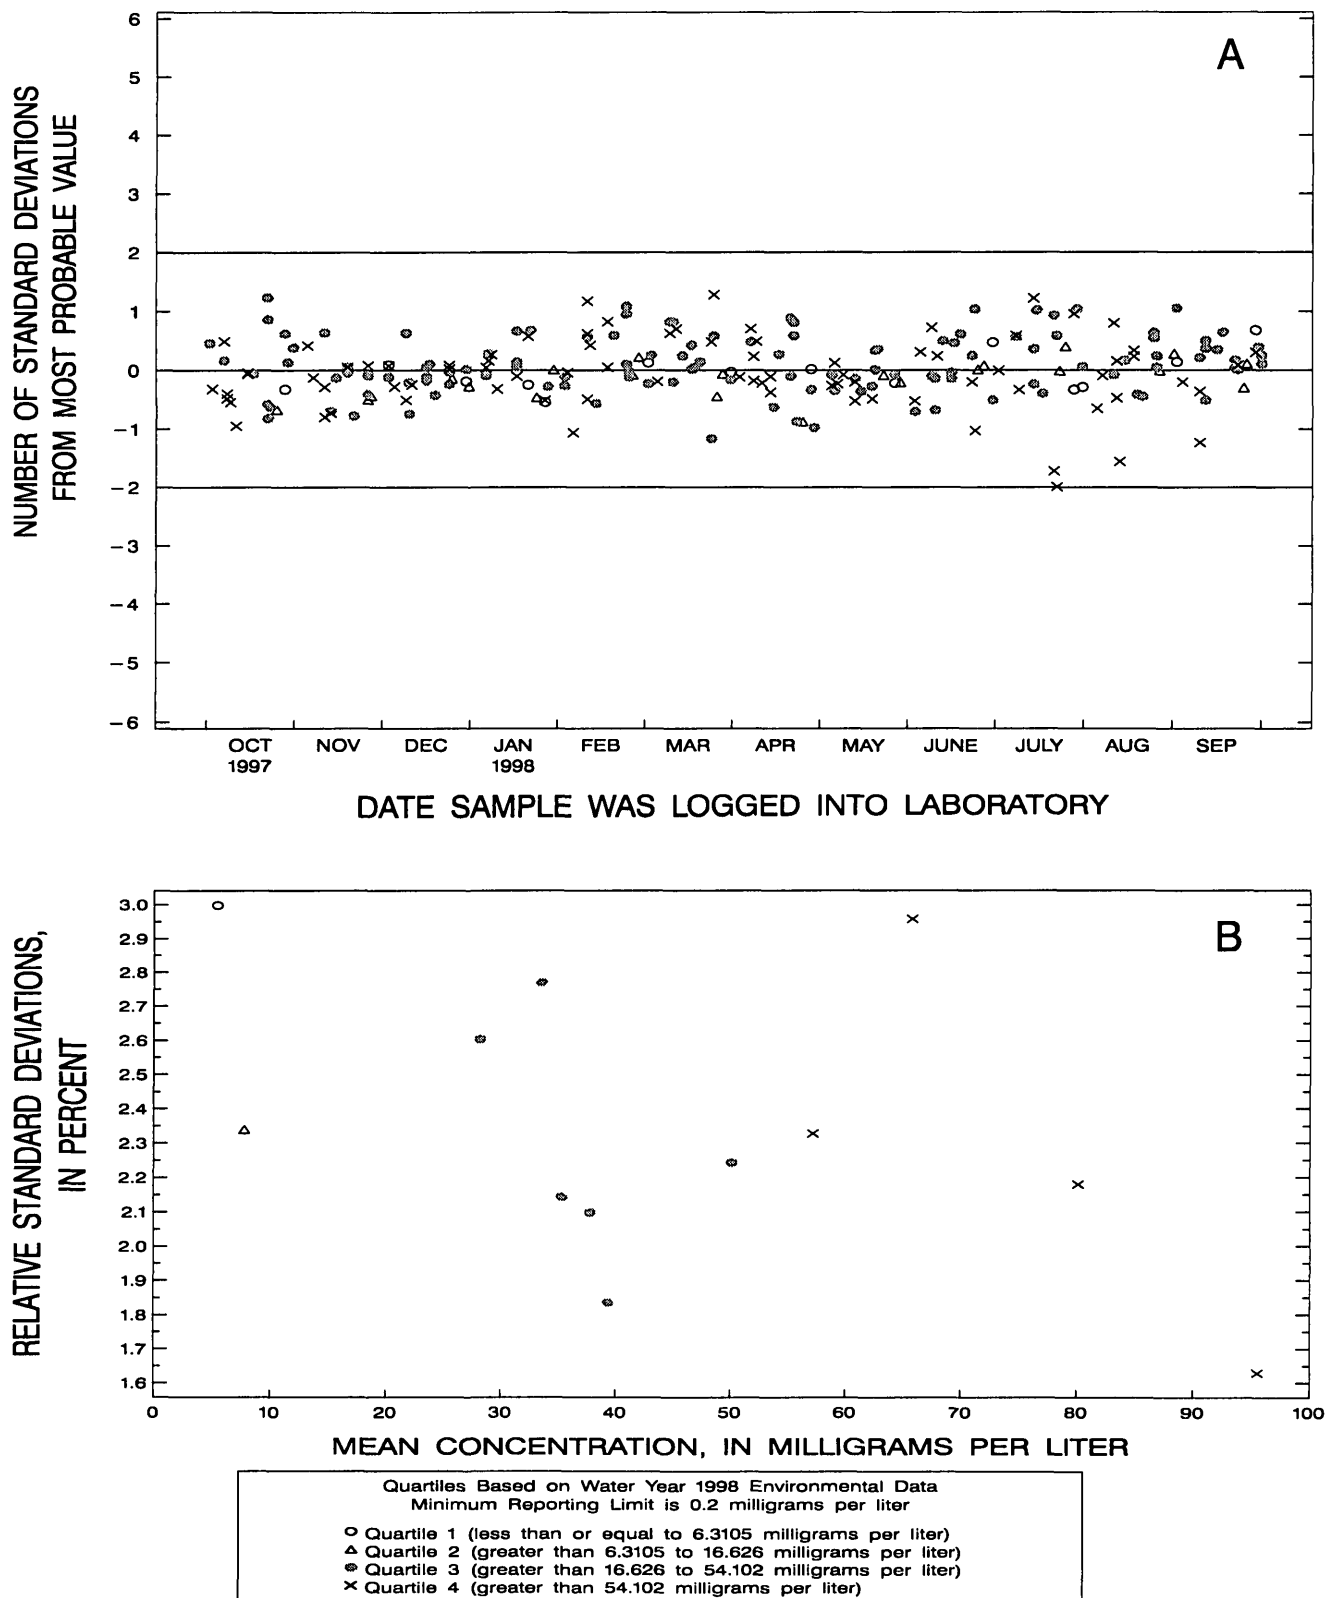 A
NUMBER OF STANDARD DEVIATIONS
FROM MOST PROBABLE VALUE
6
5
4
3
2
1
0
−1
−2
−3
−4
−5
−6
OCT NOV DEC JAN FEB MAR APR MAY JUNE JULY AUG SEP
1997 1998
DATE SAMPLE WAS LOGGED INTO LABORATORY
B
RELATIVE STANDARD DEVIATIONS,
IN PERCENT
3.0
2.9
2.8
2.7
2.6
2.5
2.4
2.3
2.2
2.1
2.0
1.9
1.8
1.7
1.6
0 10 20 30 40 50 60 70 80 90 100
MEAN CONCENTRATION, IN MILLIGRAMS PER LITER
Quartiles Based on Water Year 1998 Environmental Data
Minimum Reporting Limit is 0.2 milligrams per liter
Quartile 1 (less than or equal to 6.3105 milligrams per liter)
Quartile 2 (greater than 6.3105 to 16.626 milligrams per liter)
Quartile 3 (greater than 16.626 to 54.102 milligrams per liter)
Quartile 4 (greater than 54.102 milligrams per liter)